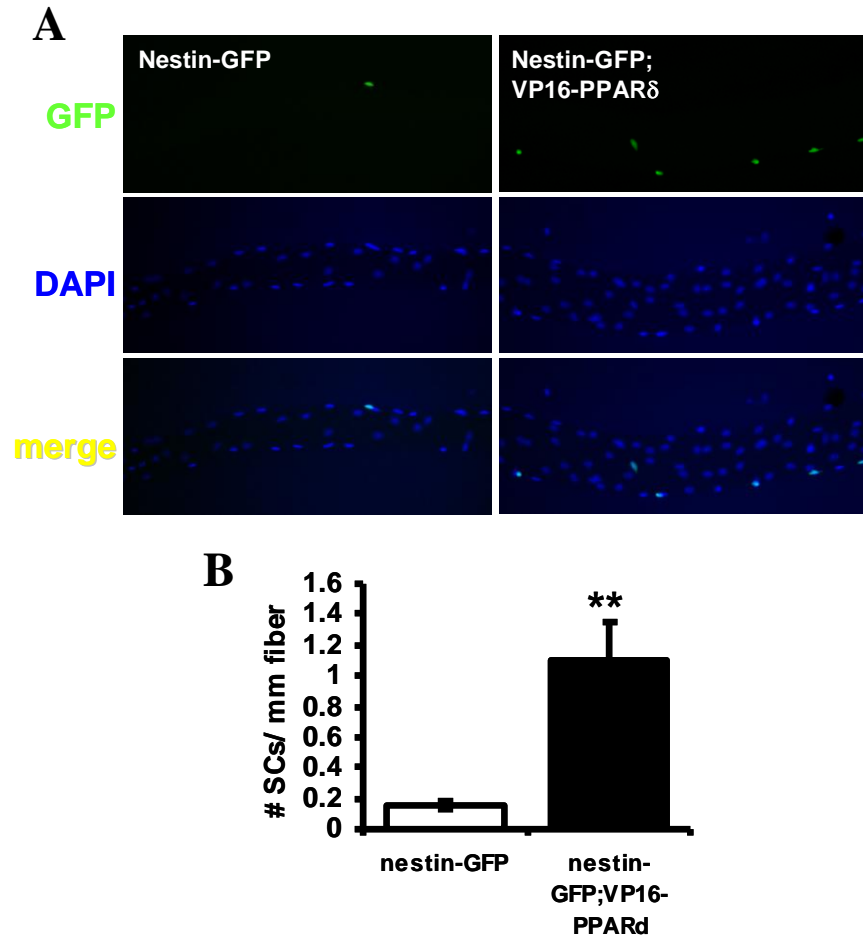 A
Nestin-GFP
Nestin-GFP;
VP16-PPARδ
GFP
DAPI
merge
B
# SCs/ mm fiber
1.6
1.4
1.2
1
0.8
0.6
0.4
0.2
0
**
nestin-GFP
nestin-
GFP;VP16-
PPARd